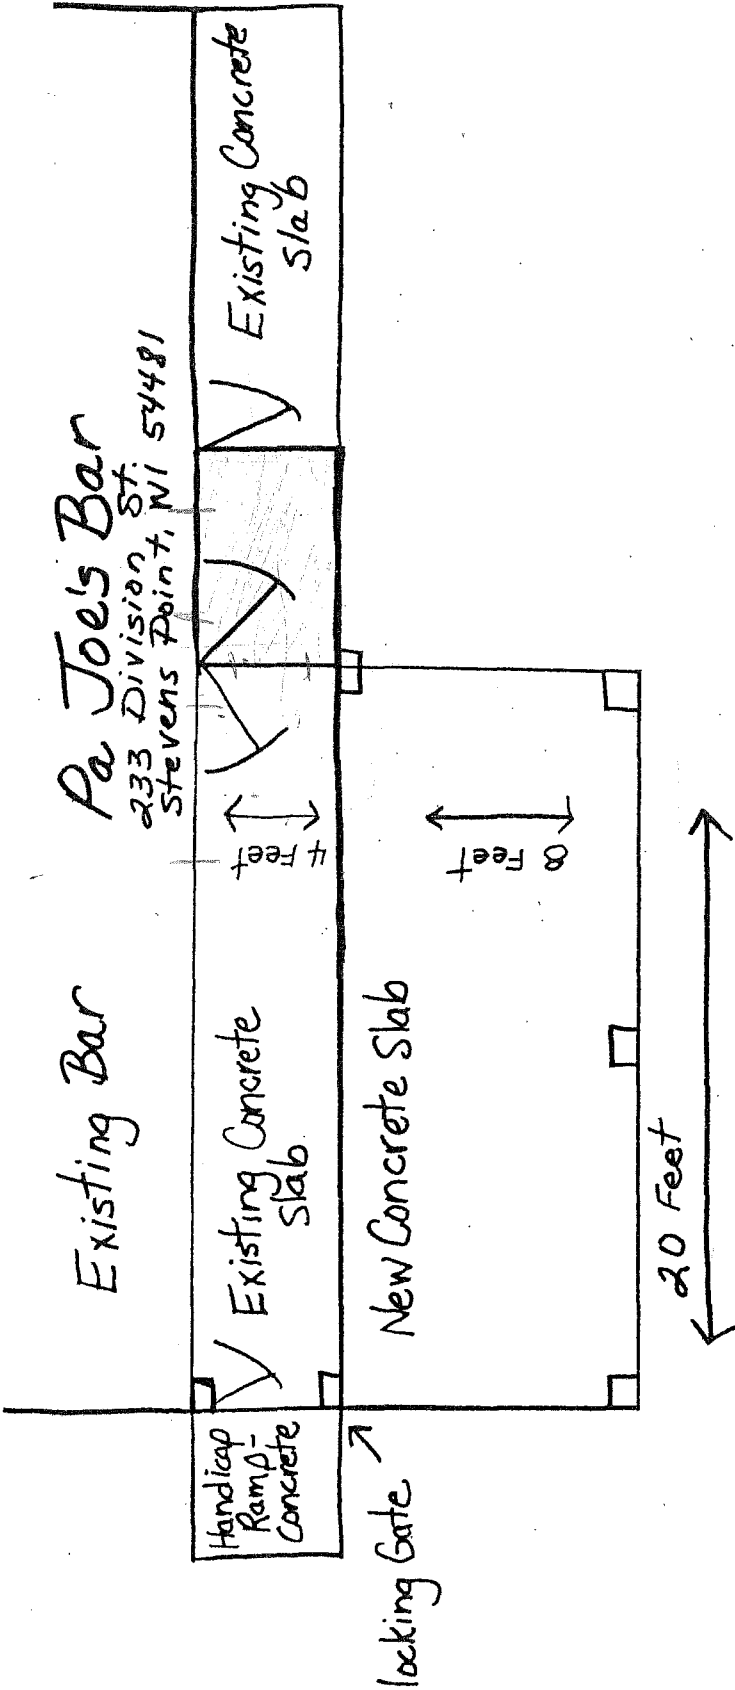 Existing Bar
Pa Joe's Bar
233 Division St.
Stevens Point, WI 54481
Handicap
Ramp-
Concrete
Existing Concrete
Slab
4 Feet
Existing Concrete
Slab
locking Gate
New Concrete Slab
8 Feet
20 Feet